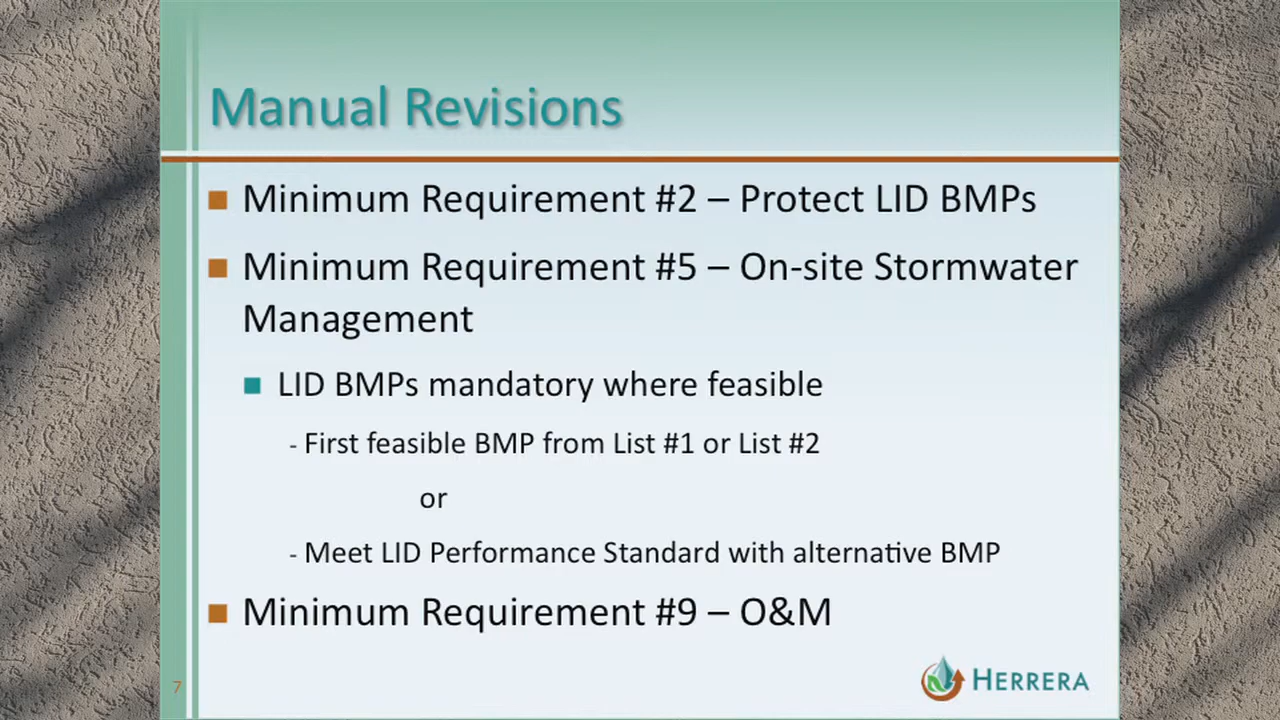 Manual Revisions
Minimum Requirement #2 – Protect LID BMPs
Minimum Requirement #5 – On-site Stormwater
Management
LID BMPs mandatory where feasible
- First feasible BMP from List #1 or List #2
or
- Meet LID Performance Standard with alternative BMP
Minimum Requirement #9 – O&M
7
HERRERA